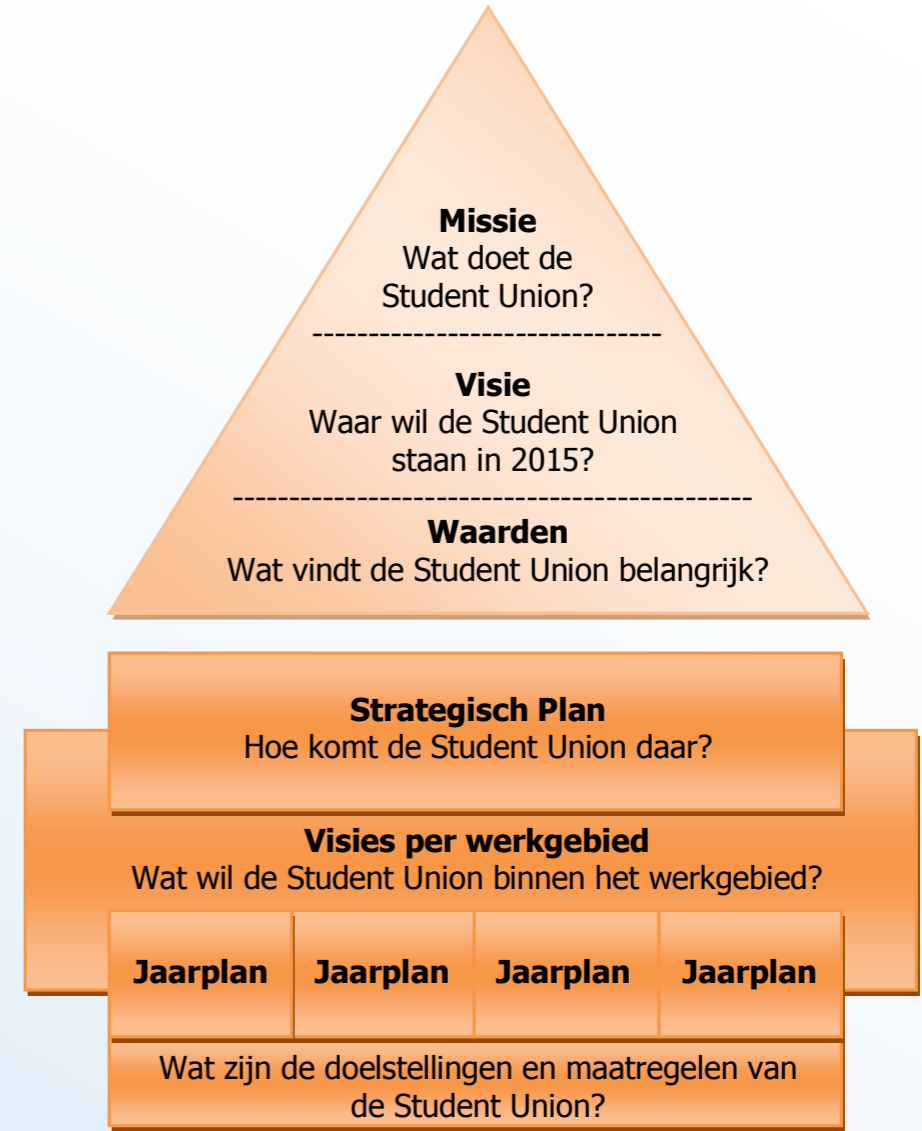 Missie
Wat doet de
Student Union?
-------------------------------
Visie
Waar wil de Student Union
staan in 2015?
----------------------------------------------
Waarden
Wat vindt de Student Union belangrijk?
Strategisch Plan
Hoe komt de Student Union daar?
Visies per werkgebied
Wat wil de Student Union binnen het werkgebied?
Jaarplan Jaarplan Jaarplan Jaarplan
Wat zijn de doelstellingen en maatregelen van
de Student Union?